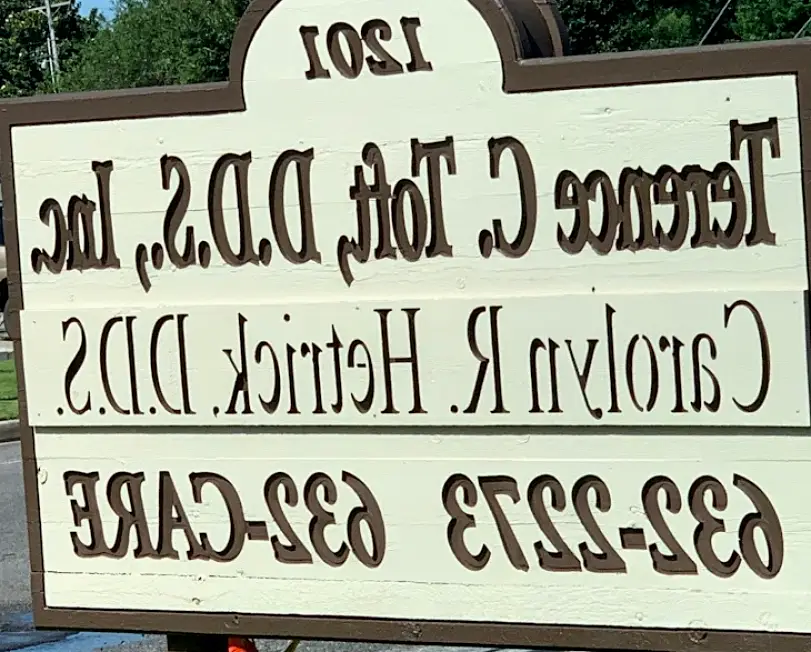 1201
Terence C. Toft, D.D.S., Inc.
Carolyn R. Hetrick, D.D.S.
632-2273 632-CARE